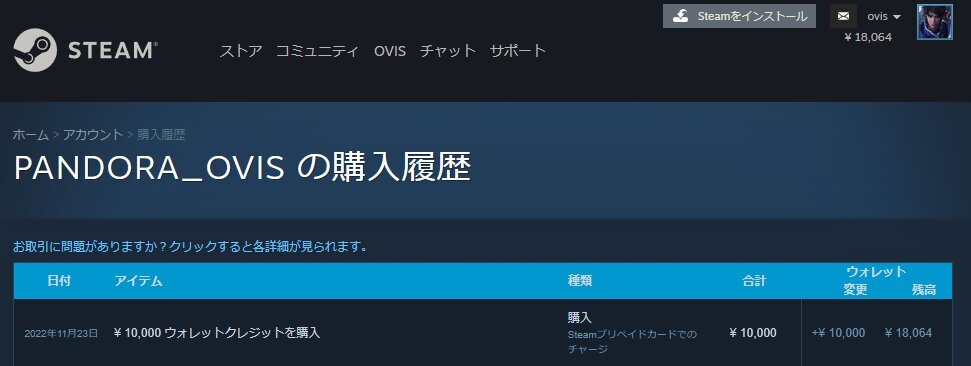 Steamをインストール
ovis
¥ 18,064
STEAM®
ストア コミュニティ OVIS チャット サポート
ホーム > アカウント > 購入履歴
PANDORA_OVIS の購入履歴
お取引に問題がありますか？クリックすると各詳細が見られます。
日付 アイテム 種類 合計 ウォレット
変更 残高
2022年11月23日 ¥ 10,000 ウォレットクレジットを購入 購入 ¥ 10,000 +¥ 10,000 ¥ 18,064
Steamプリペイドカードでの
チャージ